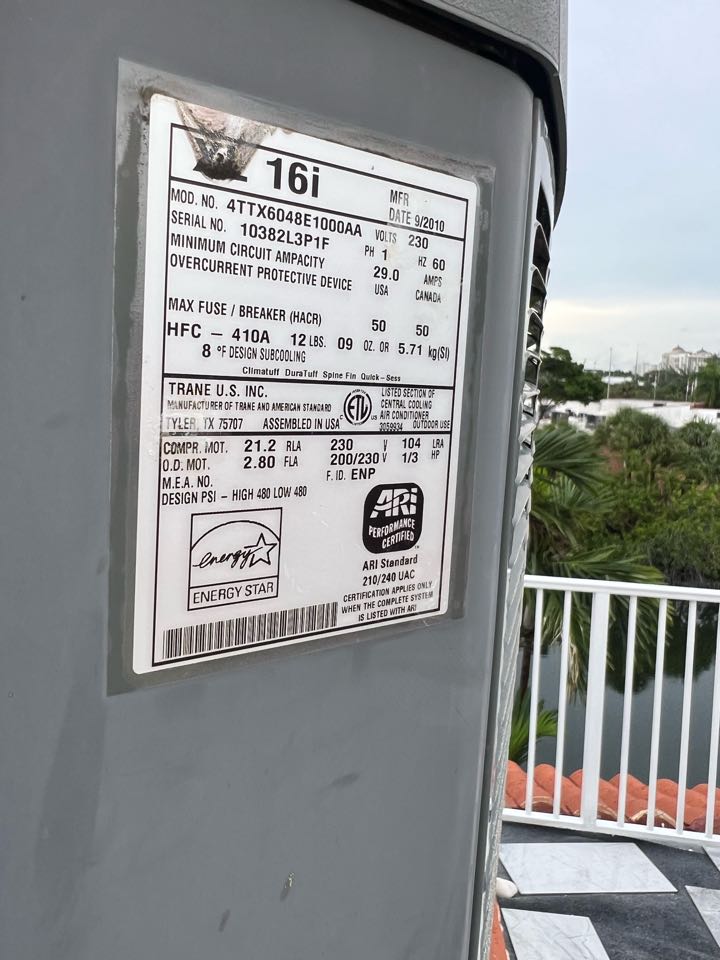 16i
MFR
DATE 9/2010
MOD. NO. 4TTX6048E1000AA VOLTS 230
SERIAL NO. 10382L3P1F PH 1 HZ 60
MINIMUM CIRCUIT AMPACITY 29.0 AMPS
OVERCURRENT PROTECTIVE DEVICE USA CANADA
MAX FUSE / BREAKER (HACR) 50 50
HFC – 410A 12 LBS. 09 OZ. OR 5.71 kg(SI)
8 °F DESIGN SUBCOOLING
Climatuff DuraTuff Spine Fin Quick-Sess
TRANE U.S. INC.
MANUFACTURER OF TRANE AND AMERICAN STANDARD
TYLER, TX 75707 ASSEMBLED IN USA
C ETL US
LISTED SECTION OF
CENTRAL COOLING
AIR CONDITIONER
3059934 OUTDOOR USE
COMPR. MOT. 21.2 RLA 230 V 104 LRA
O.D. MOT. 2.80 FLA 200/230 V 1/3 HP
M.E.A. NO. F. ID. ENP
DESIGN PSI – HIGH 480 LOW 480
energy
ENERGY STAR
ARi
PERFORMANCE
CERTIFIED
TM
ARI Standard
210/240 UAC
CERTIFICATION APPLIES ONLY
WHEN THE COMPLETE SYSTEM
IS LISTED WITH ARI